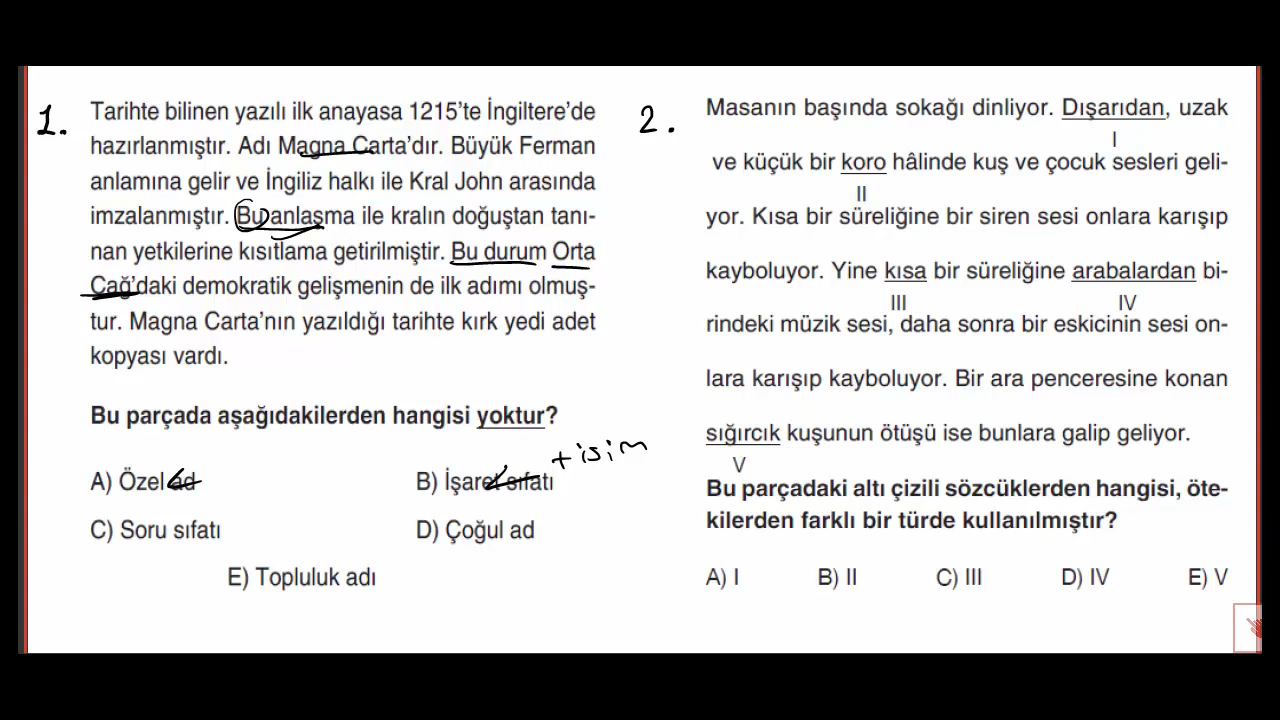 1.
Tarihte bilinen yazılı ilk anayasa 1215'te İngiltere'de
hazırlanmıştır. Adı Magna Carta'dır. Büyük Ferman
anlamına gelir ve İngiliz halkı ile Kral John arasında
imzalanmıştır. Bu anlaşma ile kralın doğuştan tanı-
nan yetkilerine kısıtlama getirilmiştir. Bu durum Orta
Çağ'daki demokratik gelişmenin de ilk adımı olmuş-
tur. Magna Carta'nın yazıldığı tarihte kırk yedi adet
kopyası vardı.
Bu parçada aşağıdakilerden hangisi yoktur?
A) Özel ad
B) İşaret sıfatı
+ isim
C) Soru sıfatı
D) Çoğul ad
E) Topluluk adı
2.
Masanın başında sokağı dinliyor. Dışarıdan, uzak
I
ve küçük bir koro hâlinde kuş ve çocuk sesleri geli-
II
yor. Kısa bir süreliğine bir siren sesi onlara karışıp
kayboluyor. Yine kısa bir süreliğine arabalardan bi-
III IV
rindeki müzik sesi, daha sonra bir eskicinin sesi on-
lara karışıp kayboluyor. Bir ara penceresine konan
sığırcık kuşunun ötüşü ise bunlara galip geliyor.
V
Bu parçadaki altı çizili sözcüklerden hangisi, öte-
kilerden farklı bir türde kullanılmıştır?
A) I B) II C) III D) IV E) V